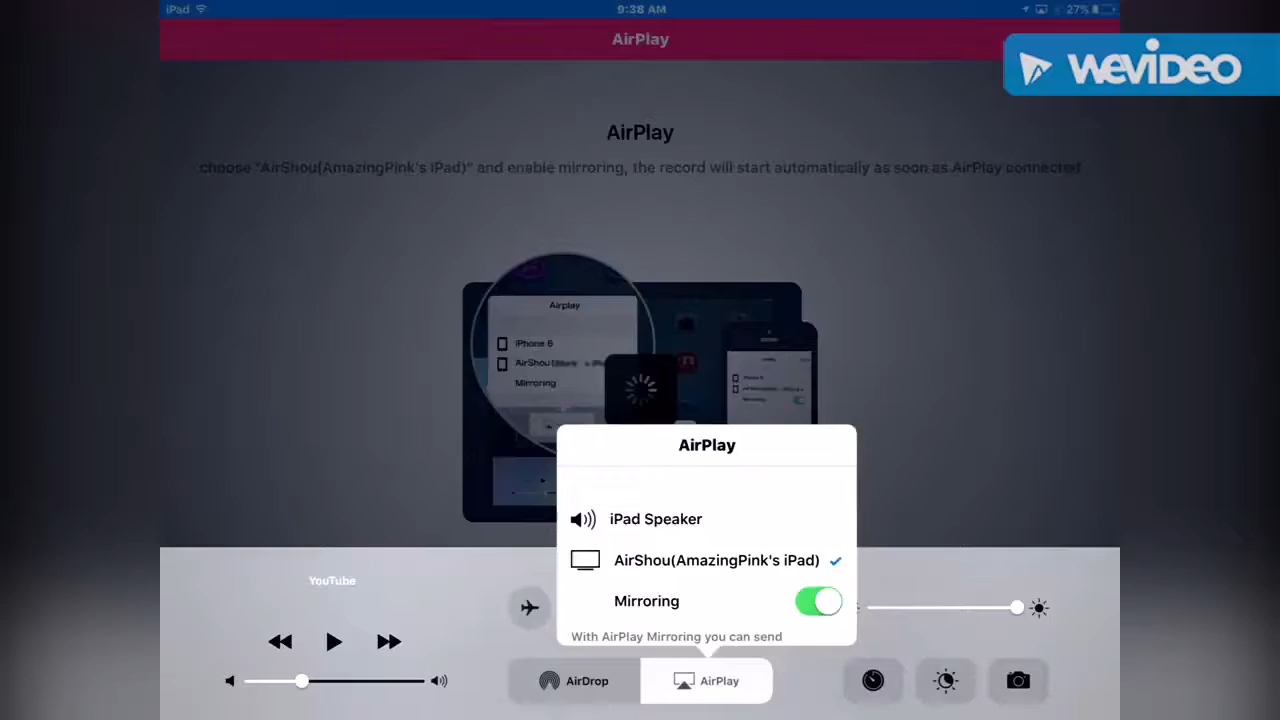 iPad
9:38 AM
27%
AirPlay
WEVIDEO
AirPlay
choose "AirShou(AmazingPink's iPad)" and enable mirroring, the record will start automatically as soon as AirPlay connected
Airplay
iPhone 6
AirShou
Mirroring
AirPlay
iPad Speaker
AirShou(AmazingPink's iPad)
Mirroring
With AirPlay Mirroring you can send
YouTube
AirDrop
AirPlay